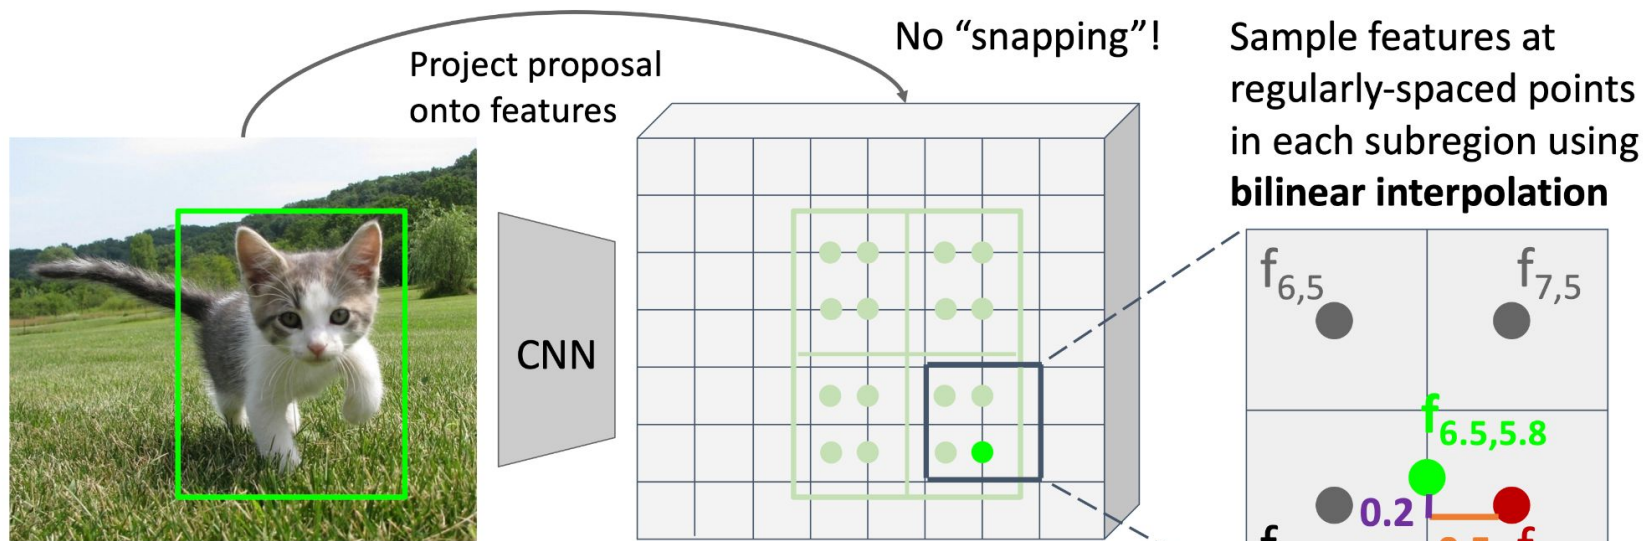 No “snapping”!
Project proposal
onto features
Sample features at
regularly-spaced points
in each subregion using
bilinear interpolation
CNN
f6,5
f7,5
f6.5,5.8
0.2